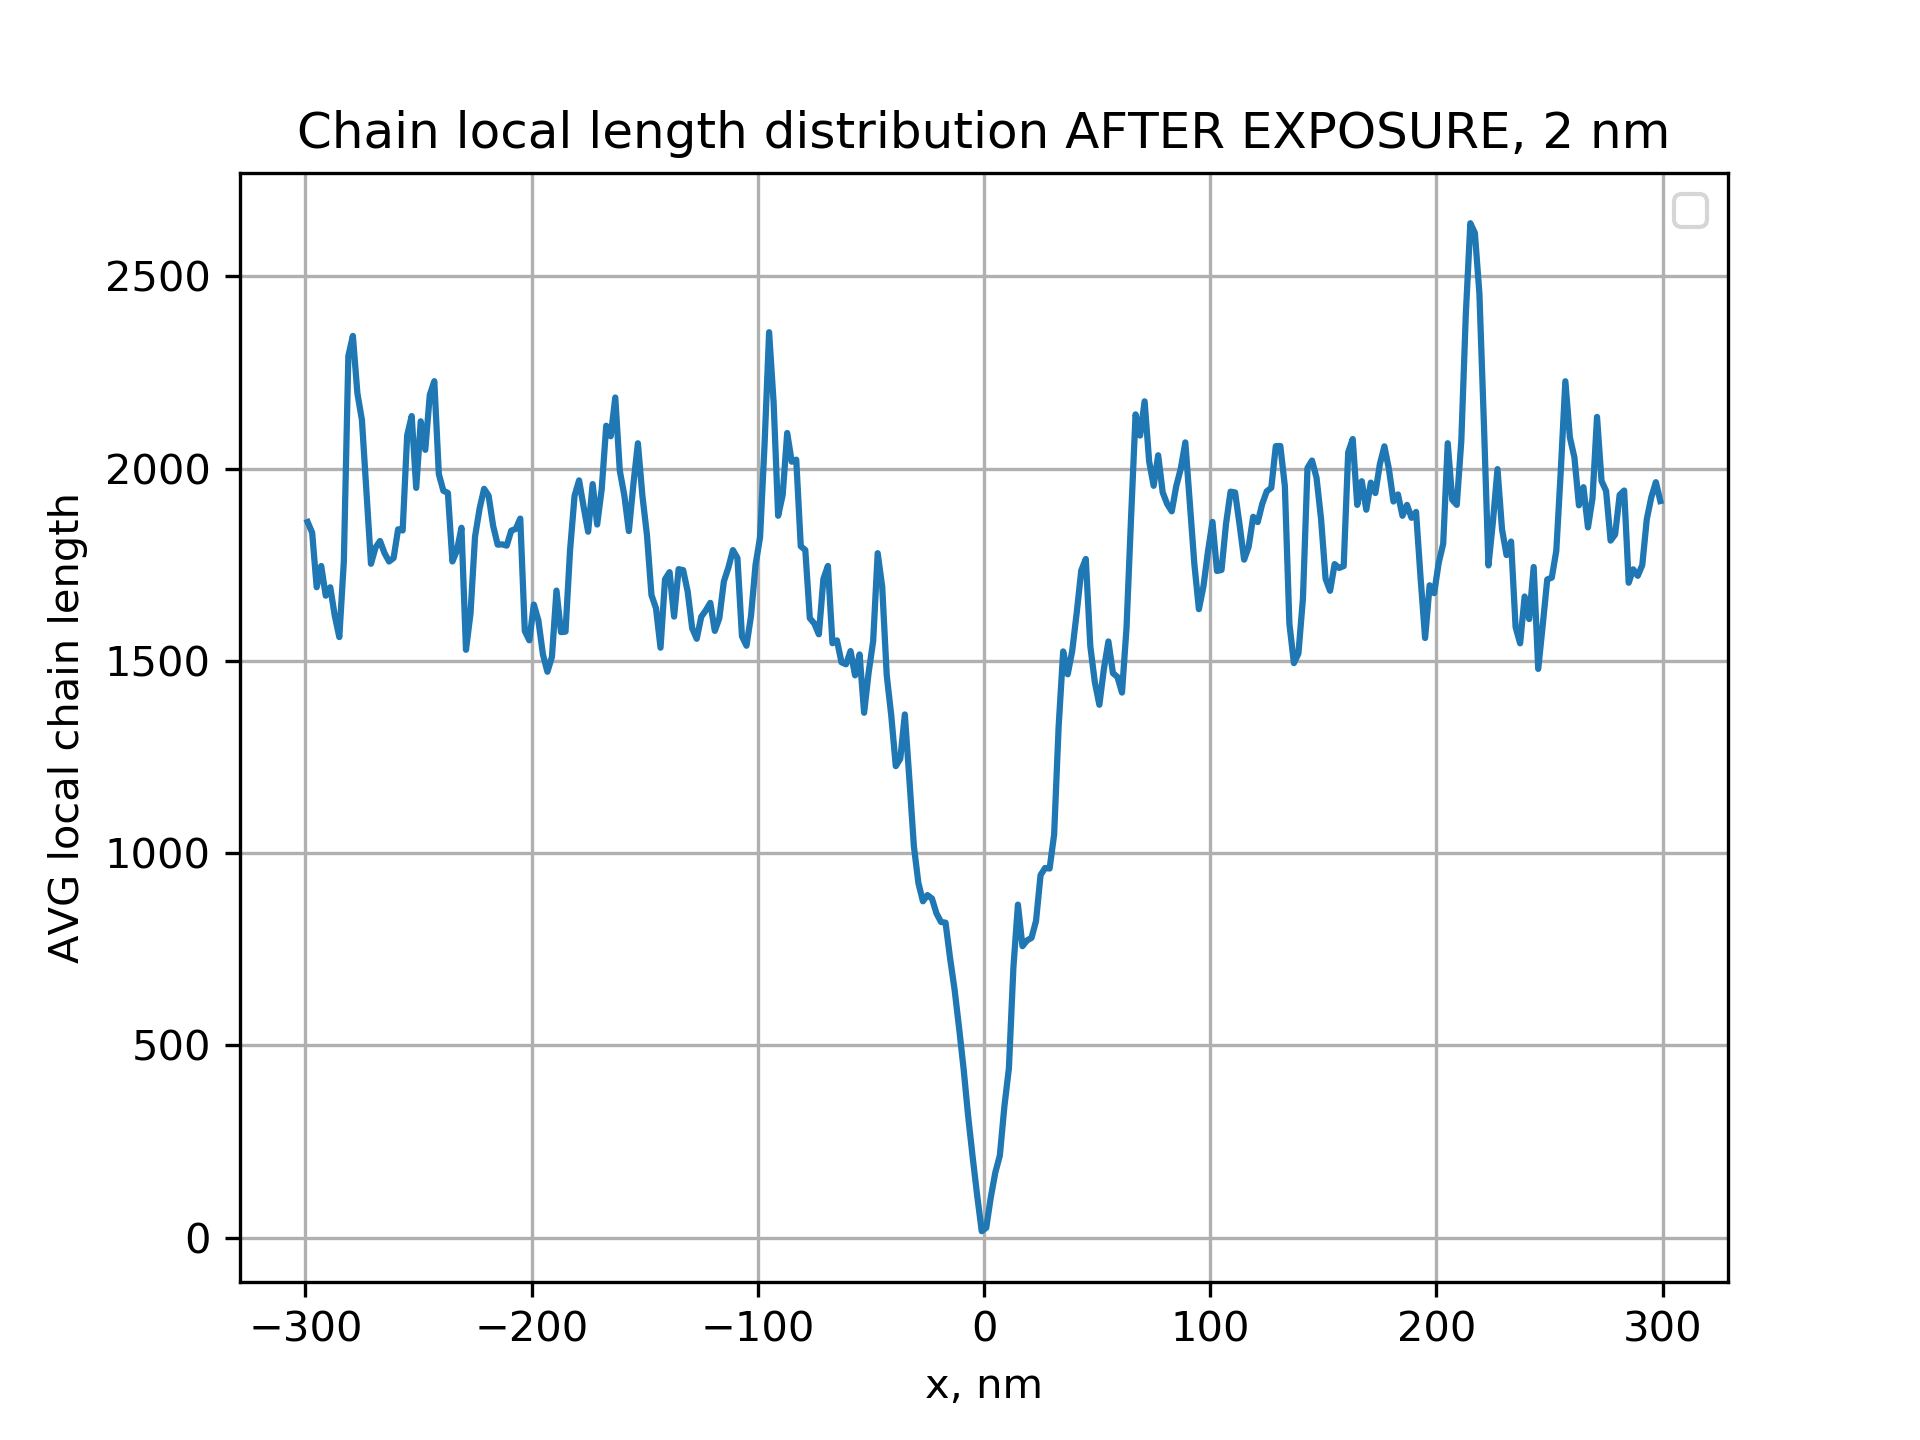 Chain local length distribution AFTER EXPOSURE, 2 nm
AVG local chain length
2500
2000
1500
1000
500
0
−300 −200 −100 0 100 200 300
x, nm